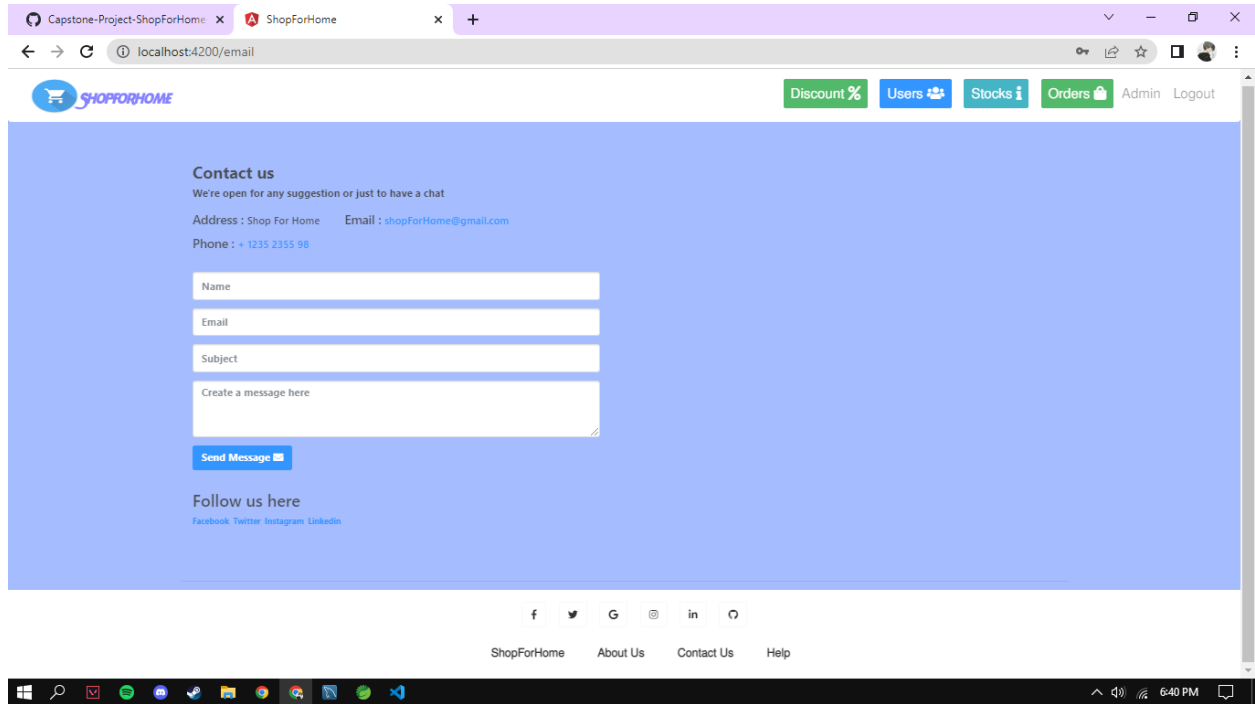 Capstone-Project-ShopForHome
ShopForHome
localhost:4200/email
SHOPFORHOME
Discount %
Users
Stocks
Orders
Admin
Logout
Contact us
We're open for any suggestion or just to have a chat
Address : Shop For Home Email : shopForHome@gmail.com
Phone : + 1235 2355 98
Name
Email
Subject
Create a message here
Send Message
Follow us here
Facebook Twitter Instagram Linkedin
ShopForHome About Us Contact Us Help
6:40 PM